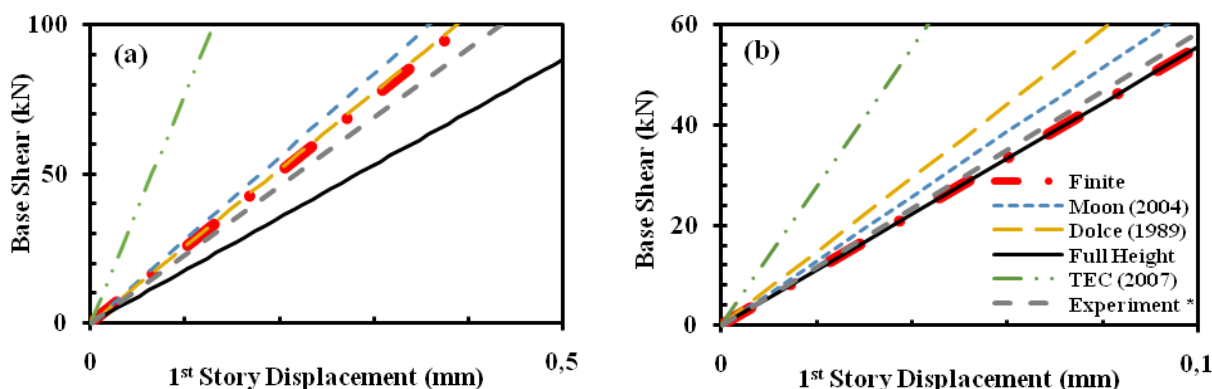 (a)
Base Shear (kN)
100
50
0
0
0,5
1st Story Displacement (mm)
(b)
Base Shear (kN)
60
40
20
0
0
0,1
1st Story Displacement (mm)
Finite
Moon (2004)
Dolce (1989)
Full Height
TEC (2007)
Experiment *